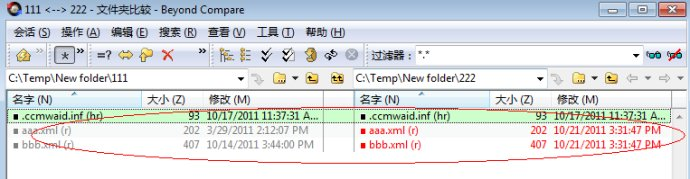 111 <--> 222 - 文件夹比较 - Beyond Compare
会话(S) 操作(A) 编辑(E) 搜索(R) 查看(V) 工具(T) 帮助(H)
* =? 过滤器: *.*
C:\Temp\New folder\111 C:\Temp\New folder\222
名字(N) 大小(Z) 修改(M) 名字(N) 大小(Z) 修改(M)
.ccmwaid.inf (hr) 93 10/17/2011 11:37:31 A... .ccmwaid.inf (hr) 93 10/17/2011 11:37:31 A...
aaa.xml (r) 202 3/29/2011 2:12:07 PM aaa.xml (r) 202 10/21/2011 3:31:47 PM
bbb.xml (r) 407 10/14/2011 3:44:00 PM bbb.xml (r) 407 10/21/2011 3:31:47 PM